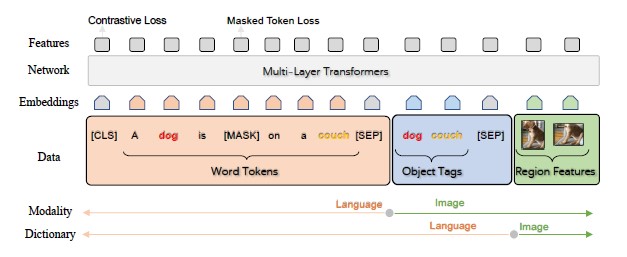 Contrastive Loss Masked Token Loss
Features
Network Multi-Layer Transformers
Embeddings
Data [CLS] A dog is [MASK] on a couch [SEP] dog couch [SEP]
Word Tokens Object Tags Region Features
Modality Language Image
Dictionary Language Image